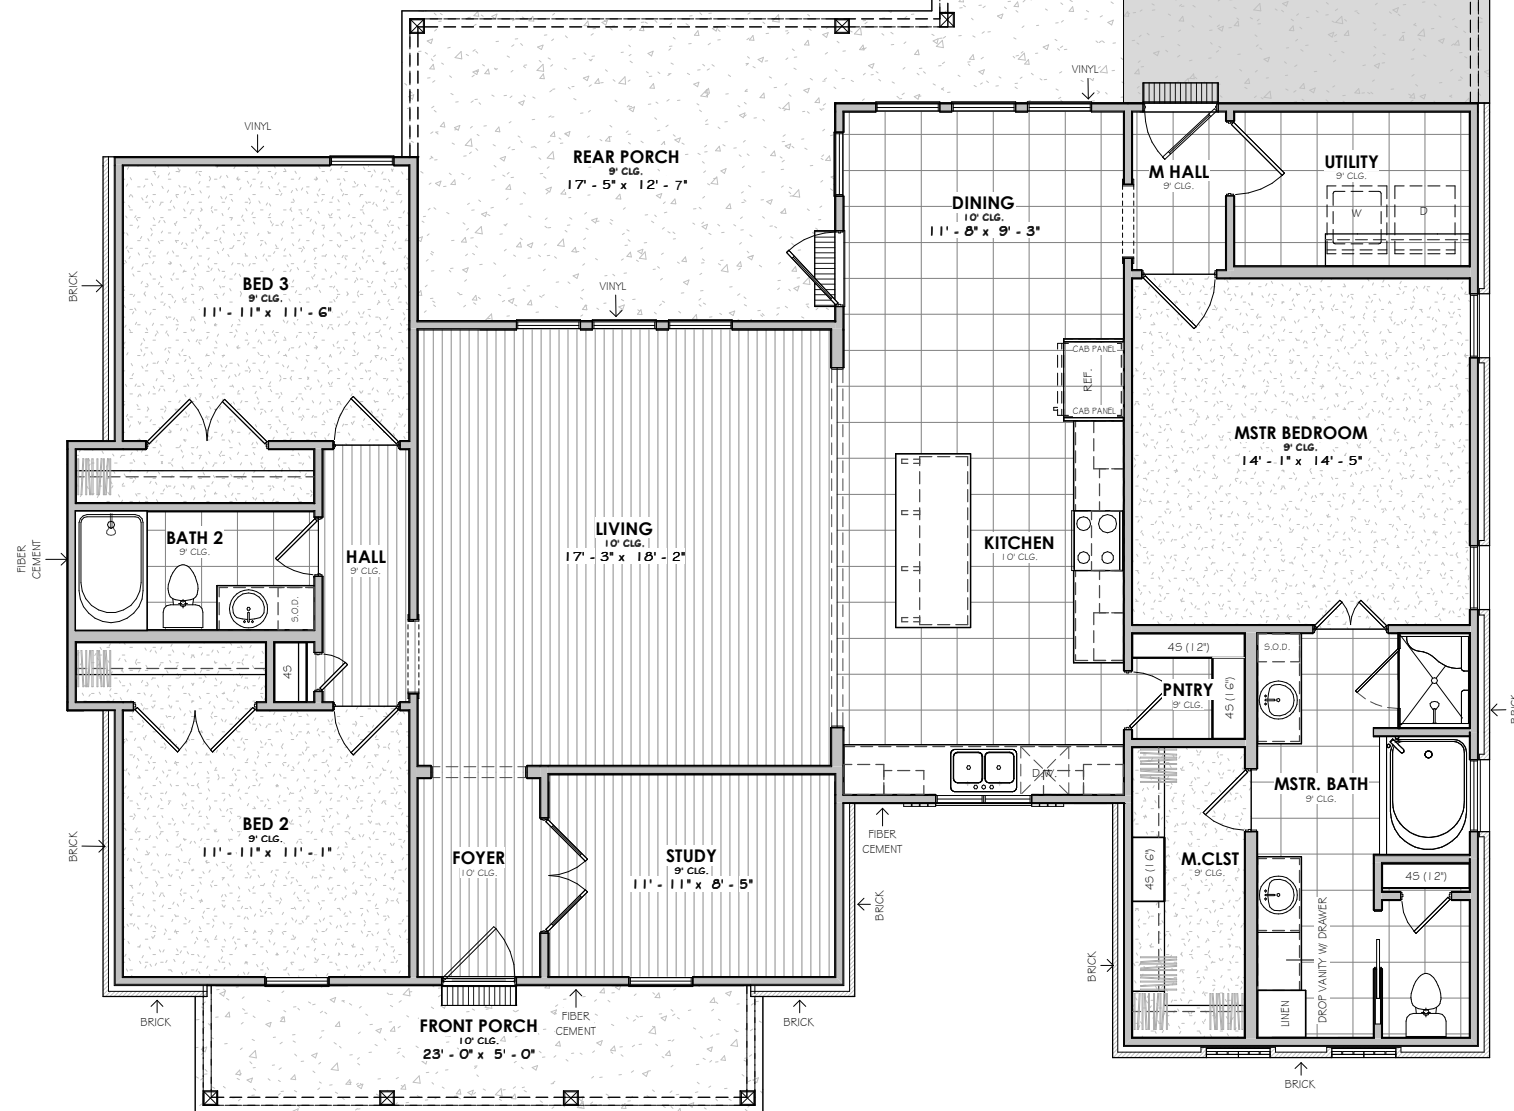 VINYL
VINYL
REAR PORCH
9' CLG.
17' - 5" x 12' - 7"
M HALL
9' CLG.
UTILITY
9' CLG.
W
D
DINING
10' CLG.
11' - 8" x 9' - 3"
BRICK
BED 3
9' CLG.
11' - 11" x 11' - 6"
VINYL
CAB PANEL
REF.
CAB PANEL
MSTR BEDROOM
9' CLG.
14' - 1" x 14' - 5"
FIBER
CEMENT
BATH 2
9' CLG.
S.O.D.
HALL
9' CLG.
LIVING
10' CLG.
17' - 3" x 18' - 2"
KITCHEN
10' CLG.
4S
4S (12")
PNTRY
9' CLG.
4S (16")
S.O.D.
BRICK
D/W
MSTR. BATH
9' CLG.
BRICK
BED 2
9' CLG.
11' - 11" x 11' - 1"
FOYER
10' CLG.
STUDY
9' CLG.
11' - 11" x 8' - 5"
FIBER
CEMENT
BRICK
4S (16")
M.CLST
9' CLG.
4S (12")
DROP VANITY W/ DRAWER
LINEN
BRICK
BRICK
FIBER
CEMENT
BRICK
FRONT PORCH
10' CLG.
23' - 0" x 5' - 0"
BRICK